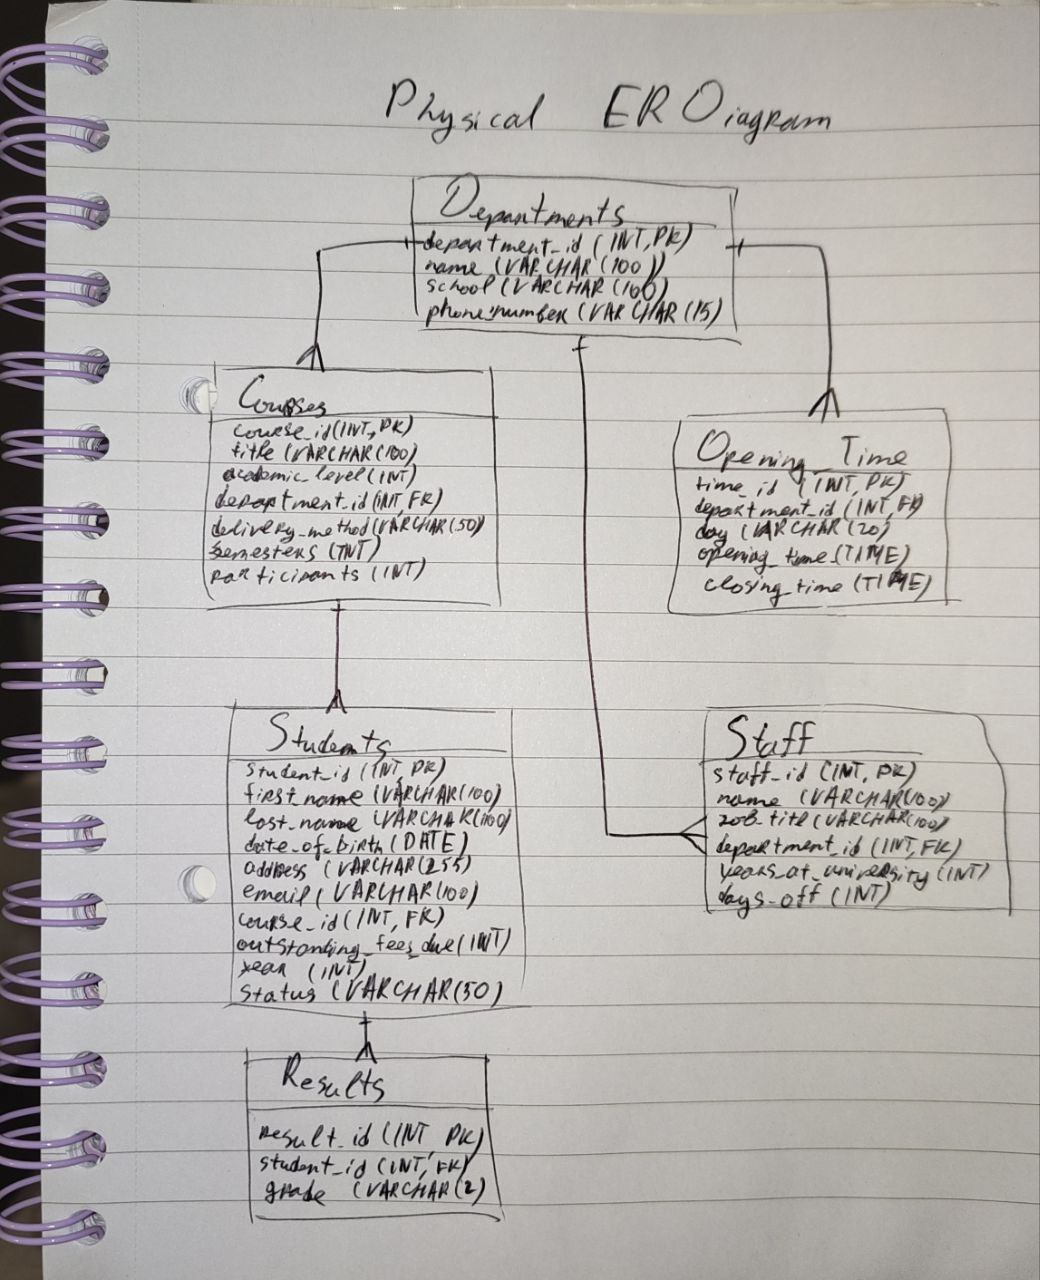 Physical ER Diagram
Departments
department_id (INT, PK)
name (VARCHAR(100))
school (VARCHAR(100)
phone_number (VARCHAR(15)
Courses
course_id(INT, PK)
title (VARCHAR(100)
academic_level(INT)
department_id(INT, FK)
delivery_method(VARCHAR(50)
semesters (INT)
participants (INT)
Opening_Time
time_id (INT, PK)
department_id (INT, FK)
day (VARCHAR(20)
opening_time (TIME)
closing_time (TIME)
Students
student_id (INT, PK)
first_name (VARCHAR(100)
last_name (VARCHAR(100)
date_of_birth (DATE)
address (VARCHAR(255)
email (VARCHAR(100)
course_id (INT, FK)
outstanding_fees_due(INT)
year (INT)
status (VARCHAR(50)
Staff
staff_id (INT, PK)
name (VARCHAR(100)
job_title (VARCHAR(100)
department_id (INT, FK)
years_at_university (INT)
days_off (INT)
Results
result_id (INT PK)
student_id (INT, FK)
grade (VARCHAR(2)